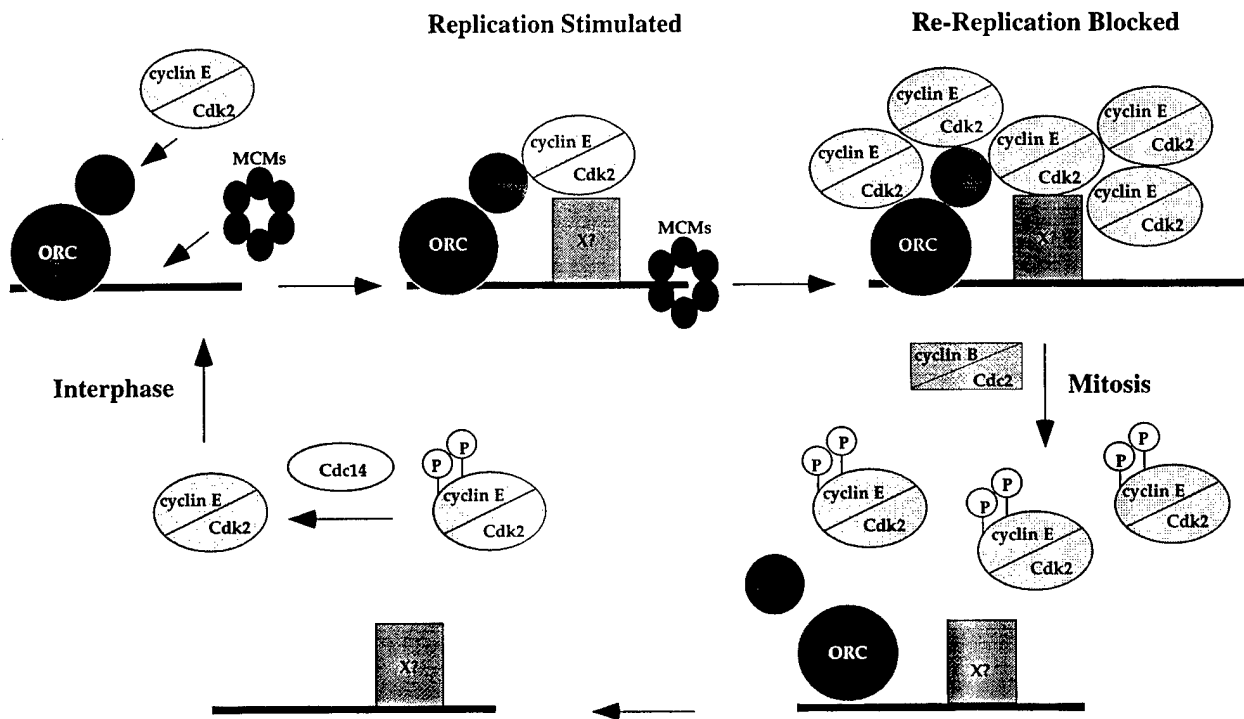 Replication Stimulated
Re-Replication Blocked
cyclin E
Cdk2
MCMs
ORC
cyclin E
Cdk2
X?
ORC
MCMs
cyclin E
Cdk2
cyclin E
Cdk2
cyclin E
Cdk2
cyclin E
Cdk2
cyclin E
Cdk2
ORC
X?
Interphase
cyclin B
Cdc2
Mitosis
P
P
cyclin E
Cdk2
Cdc14
cyclin E
Cdk2
P
P
cyclin E
Cdk2
P
P
cyclin E
Cdk2
P
P
cyclin E
Cdk2
X?
ORC
X?